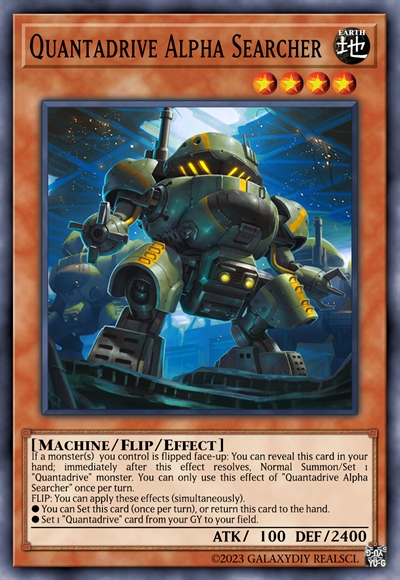 QUANTADRIVE ALPHA SEARCHER
EARTH
地
[MACHINE/FLIP/EFFECT]
If a monster(s) you control is flipped face-up: You can reveal this card in your
hand; immediately after this effect resolves, Normal Summon/Set 1
"Quantadrive" monster. You can only use this effect of "Quantadrive Alpha
Searcher" once per turn.
FLIP: You can apply these effects (simultaneously).
● You can Set this card (once per turn), or return this card to the hand.
● Set 1 "Quantadrive" card from your GY to your field.
ATK/ 100 DEF/2400
©2023 GALAXYDIY REALSCL